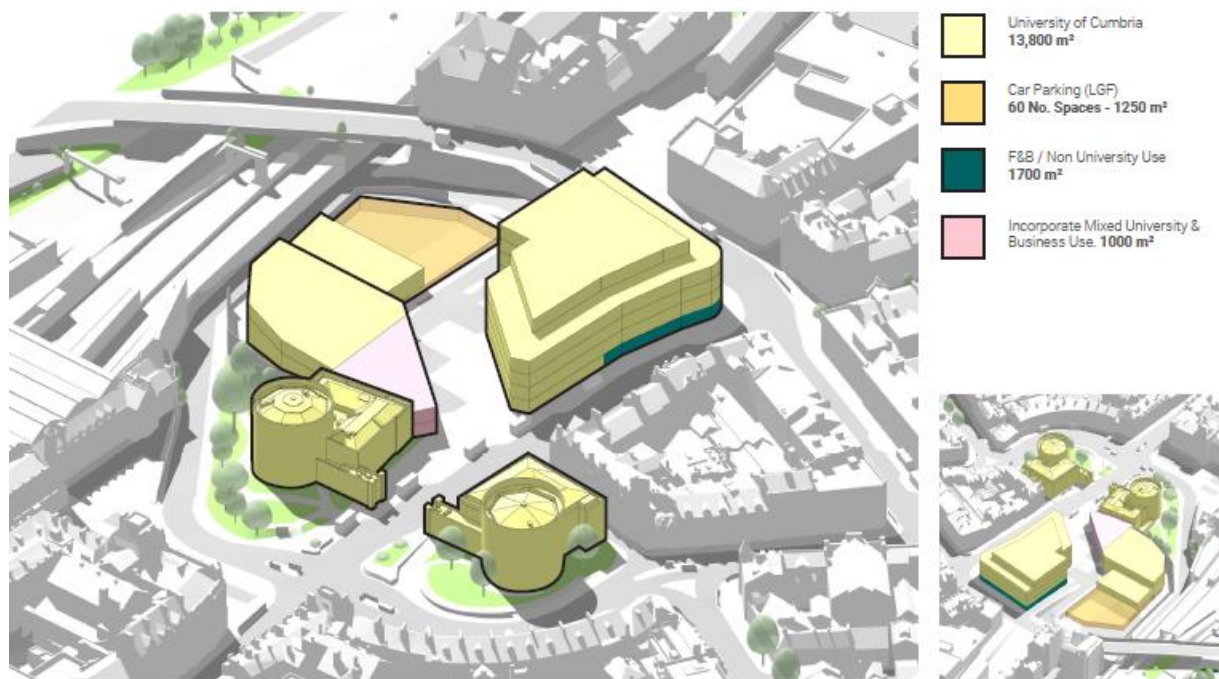 University of Cumbria
13,800 m²
Car Parking (LGF)
60 No. Spaces - 1250 m²
F&B / Non University Use
1700 m²
Incorporate Mixed University &
Business Use. 1000 m²